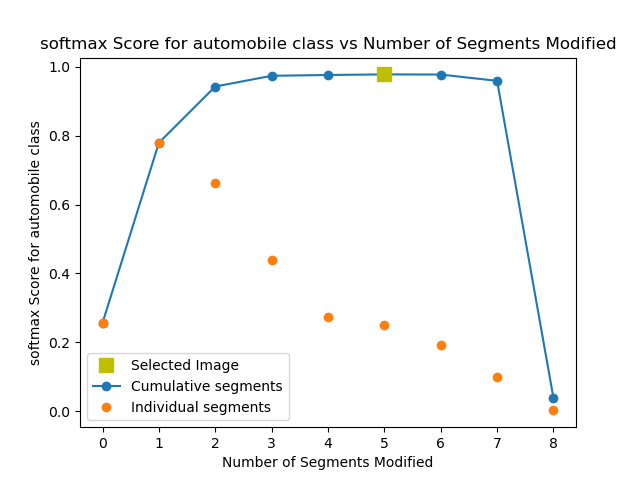 softmax Score for automobile class vs Number of Segments Modified
softmax Score for automobile class
1.0
0.8
0.6
0.4
0.2
0.0
Selected Image
Cumulative segments
Individual segments
0 1 2 3 4 5 6 7 8
Number of Segments Modified